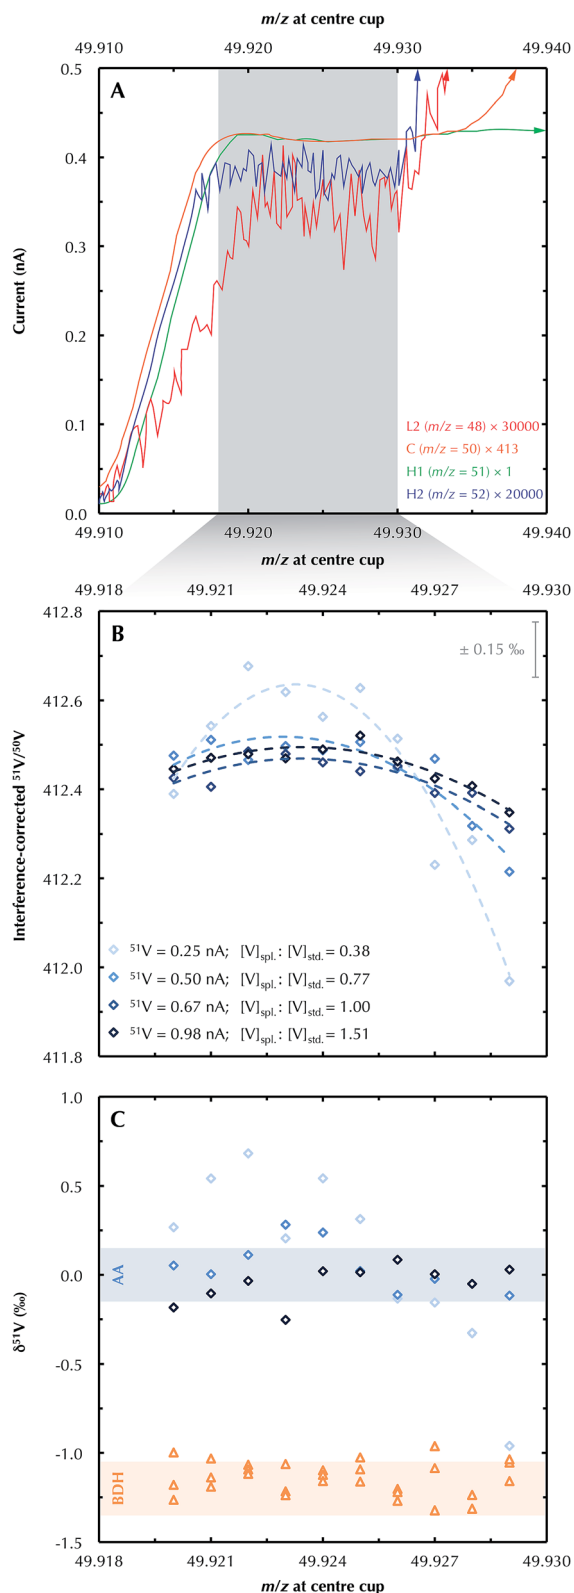 m/z at centre cup
49.910 49.920 49.930 49.940
A
0.5
0.4
0.3
0.2
0.1
0.0
Current (nA)
L2 (m/z = 48) × 30000
C (m/z = 50) × 413
H1 (m/z = 51) × 1
H2 (m/z = 52) × 20000
49.910 49.920 49.930 49.940
m/z at centre cup
49.918 49.921 49.924 49.927 49.930
B
± 0.15 ‰
412.8
412.6
412.4
412.2
412.0
411.8
Interference-corrected ⁵¹V/⁵⁰V
⁵¹V = 0.25 nA; [V]spl. : [V]std. = 0.38
⁵¹V = 0.50 nA; [V]spl. : [V]std. = 0.77
⁵¹V = 0.67 nA; [V]spl. : [V]std. = 1.00
⁵¹V = 0.98 nA; [V]spl. : [V]std. = 1.51
C
1.0
0.5
0.0
-0.5
-1.0
-1.5
δ⁵¹V (‰)
AA
BDH
49.918 49.921 49.924 49.927 49.930
m/z at centre cup